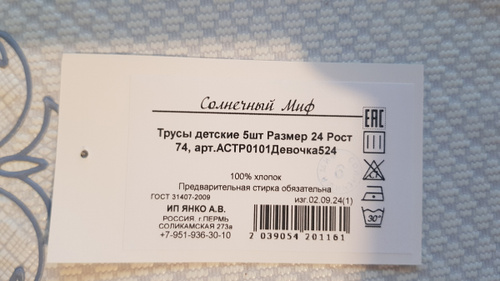 Солнечный Миф
EAC
Трусы детские 5шт Размер 24 Рост
74, арт.АСТР0101Девочка524
100% хлопок
Предварительная стирка обязательна
ГОСТ 31407-2009
изг.02.09.24(1)
ИП ЯНКО А.В.
РОССИЯ. г.ПЕРМЬ
СОЛИКАМСКАЯ 273а
+7-951-936-30-10
2 039054 201161
30°